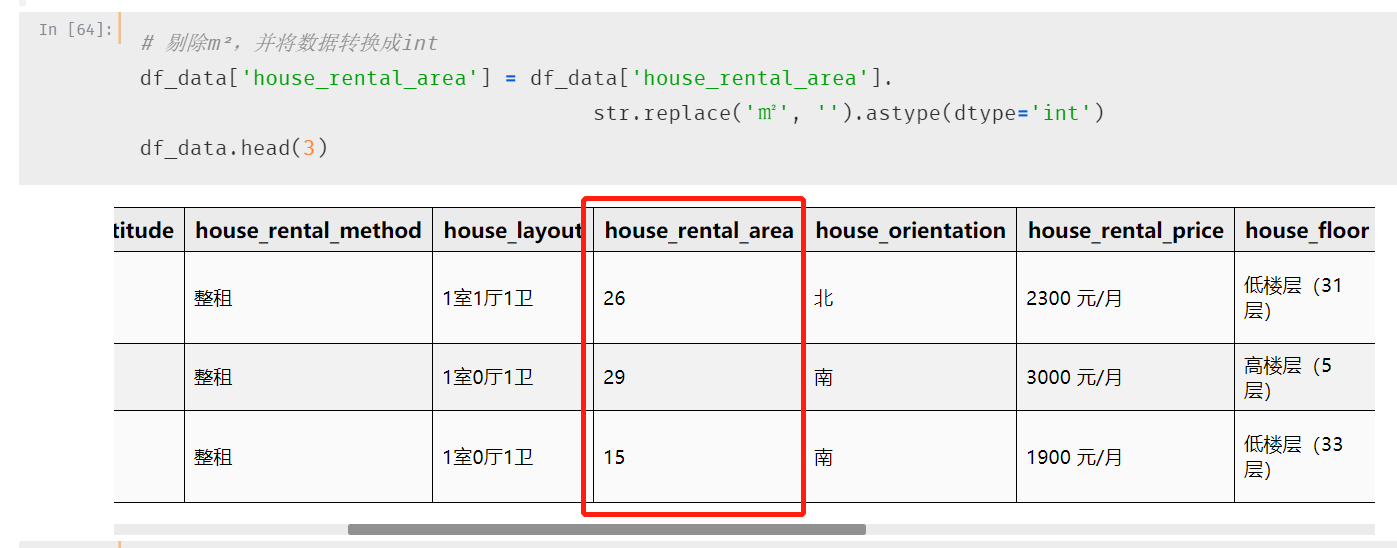 In [64]:
# 剔除m²，并将数据转换成int
df_data['house_rental_area'] = df_data['house_rental_area'].
str.replace('㎡', '').astype(dtype='int')
df_data.head(3)
titude house_rental_method house_layout house_rental_area house_orientation house_rental_price house_floor
整租 1室1厅1卫 26 北 2300 元/月 低楼层（31
层）
整租 1室0厅1卫 29 南 3000 元/月 高楼层（5
层）
整租 1室0厅1卫 15 南 1900 元/月 低楼层（33
层）